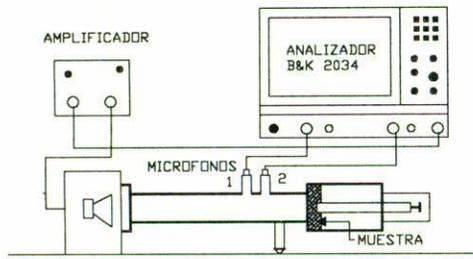 AMPLIFICADOR
ANALIZADOR
B&K 2034
MICROFONOS
1 2
MUESTRA